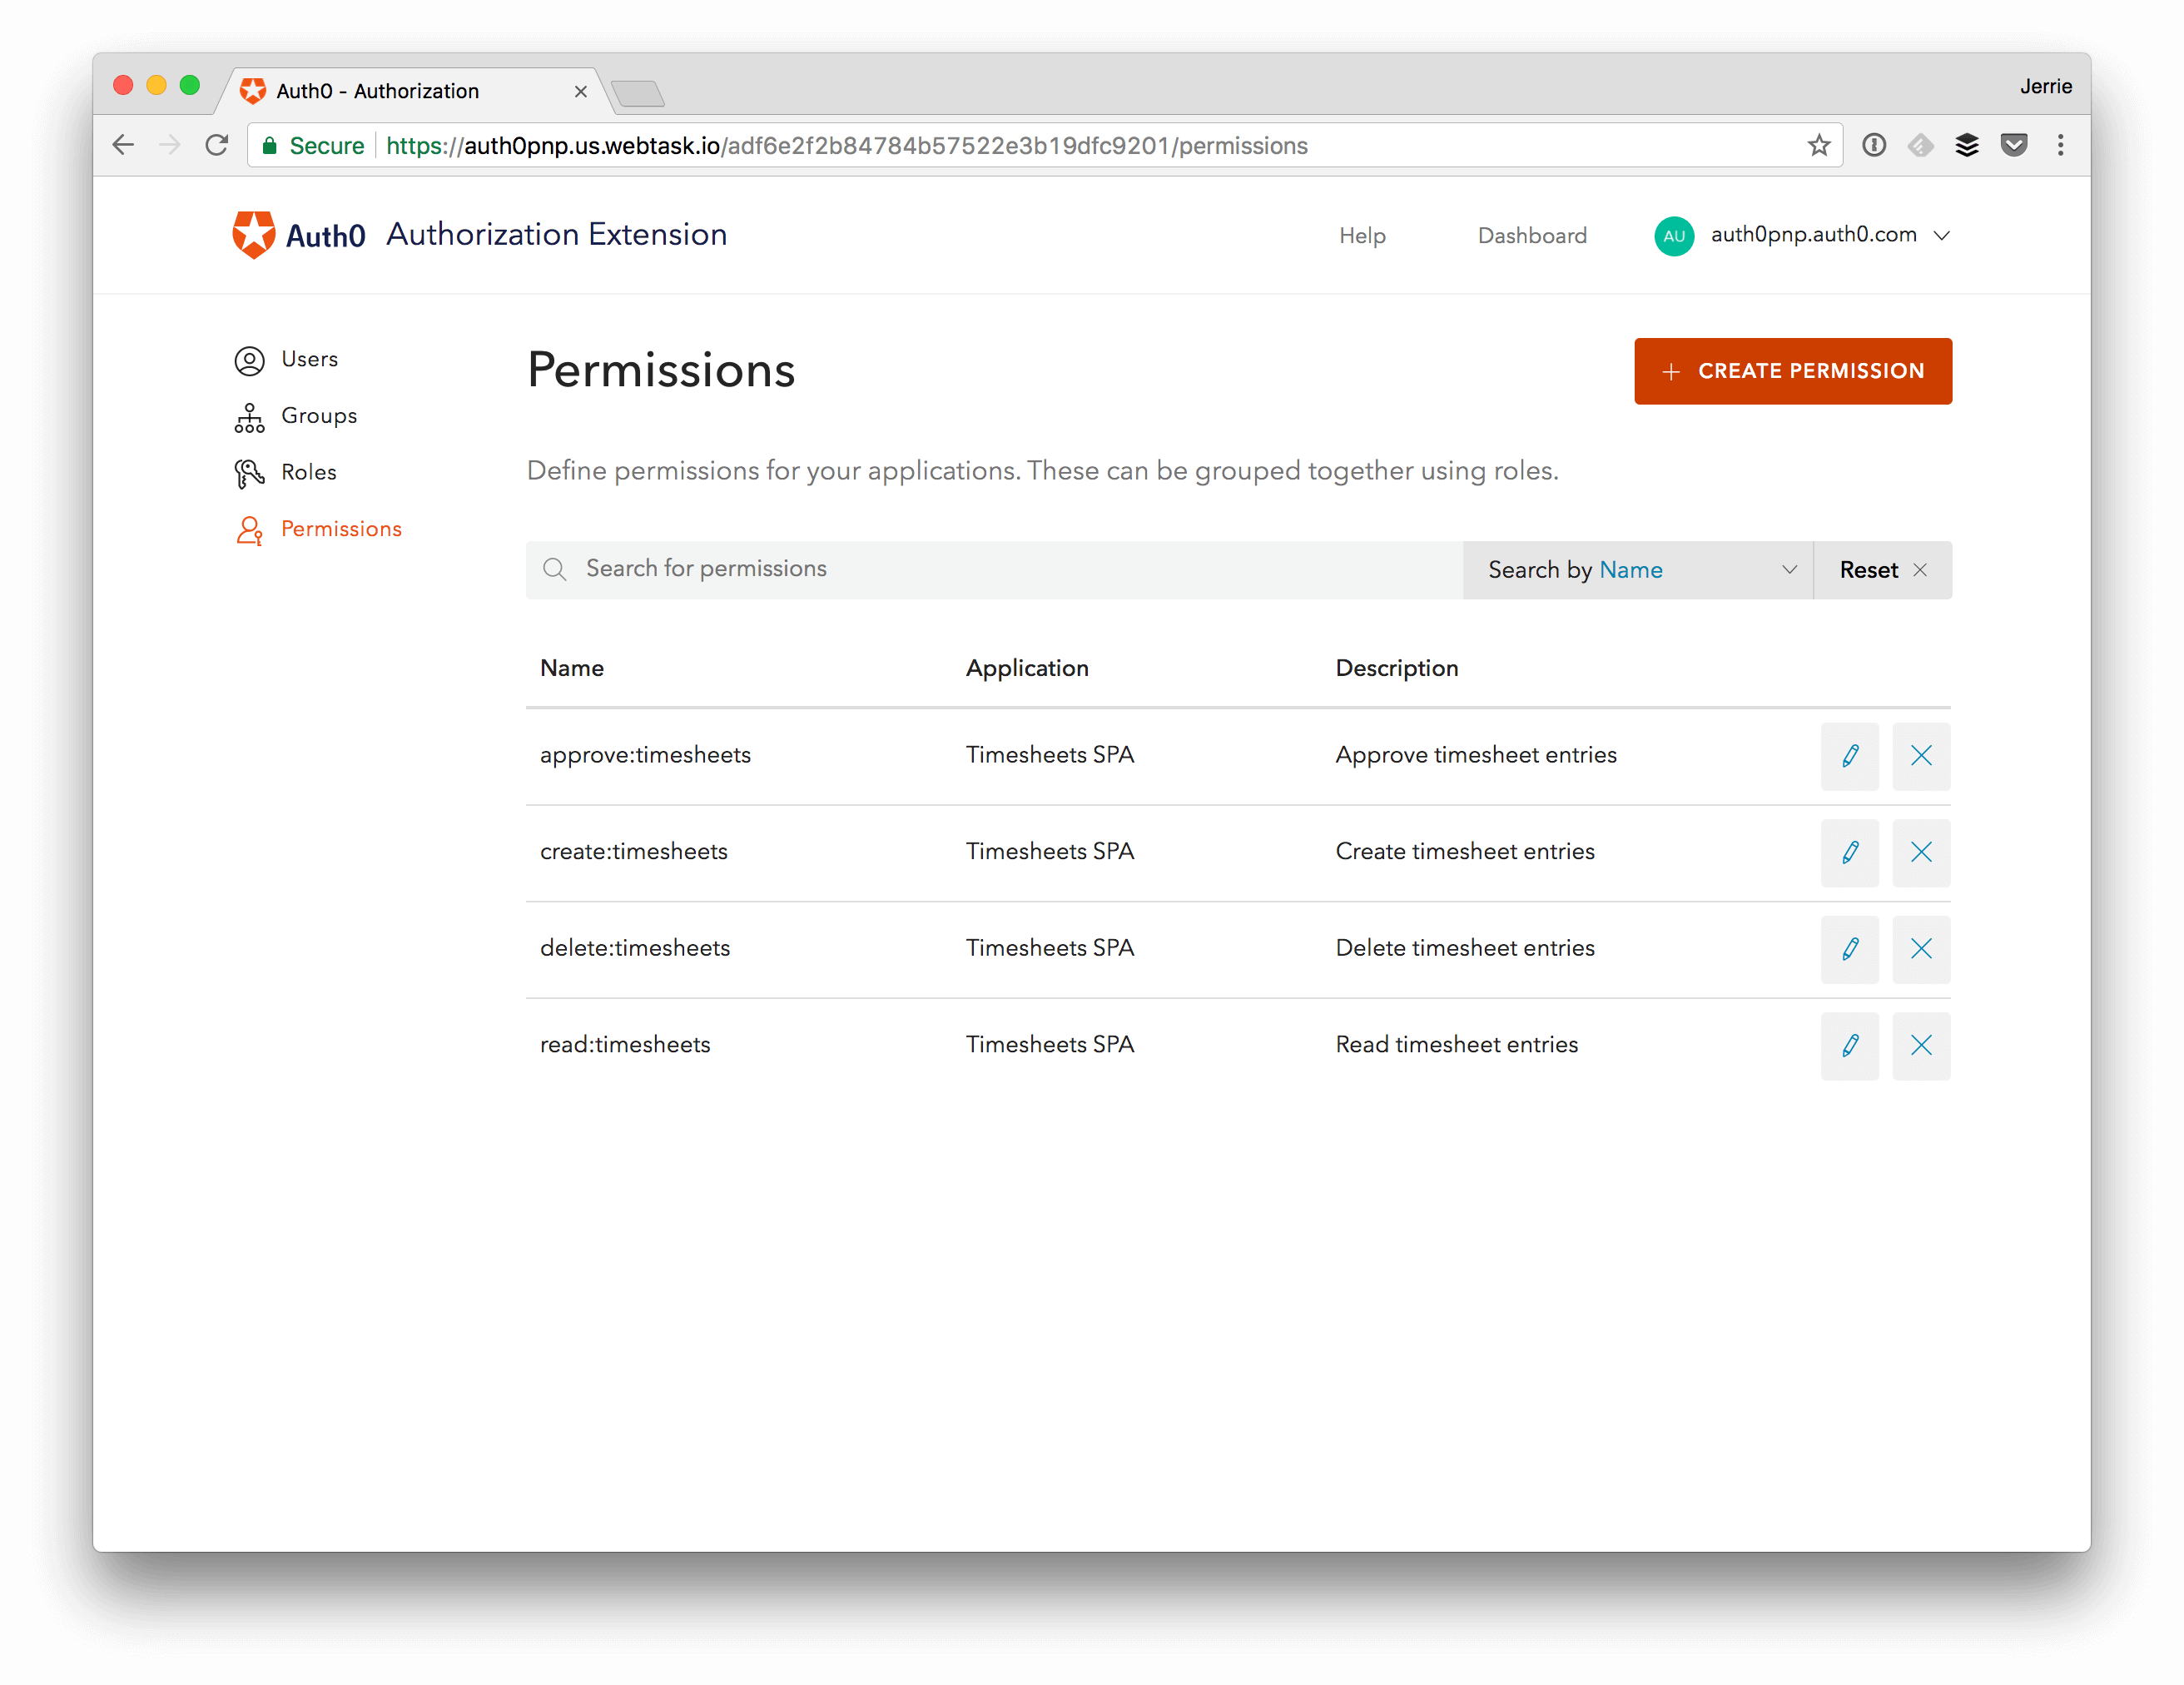 Auth0 - Authorization
Jerrie
Secure https://auth0pnp.us.webtask.io/adf6e2f2b84784b57522e3b19dfc9201/permissions
Auth0 Authorization Extension
Help Dashboard AU auth0pnp.auth0.com
Users
Groups
Roles
Permissions
Permissions
+ CREATE PERMISSION
Define permissions for your applications. These can be grouped together using roles.
Search for permissions Search by Name Reset
Name Application Description
approve:timesheets Timesheets SPA Approve timesheet entries
create:timesheets Timesheets SPA Create timesheet entries
delete:timesheets Timesheets SPA Delete timesheet entries
read:timesheets Timesheets SPA Read timesheet entries